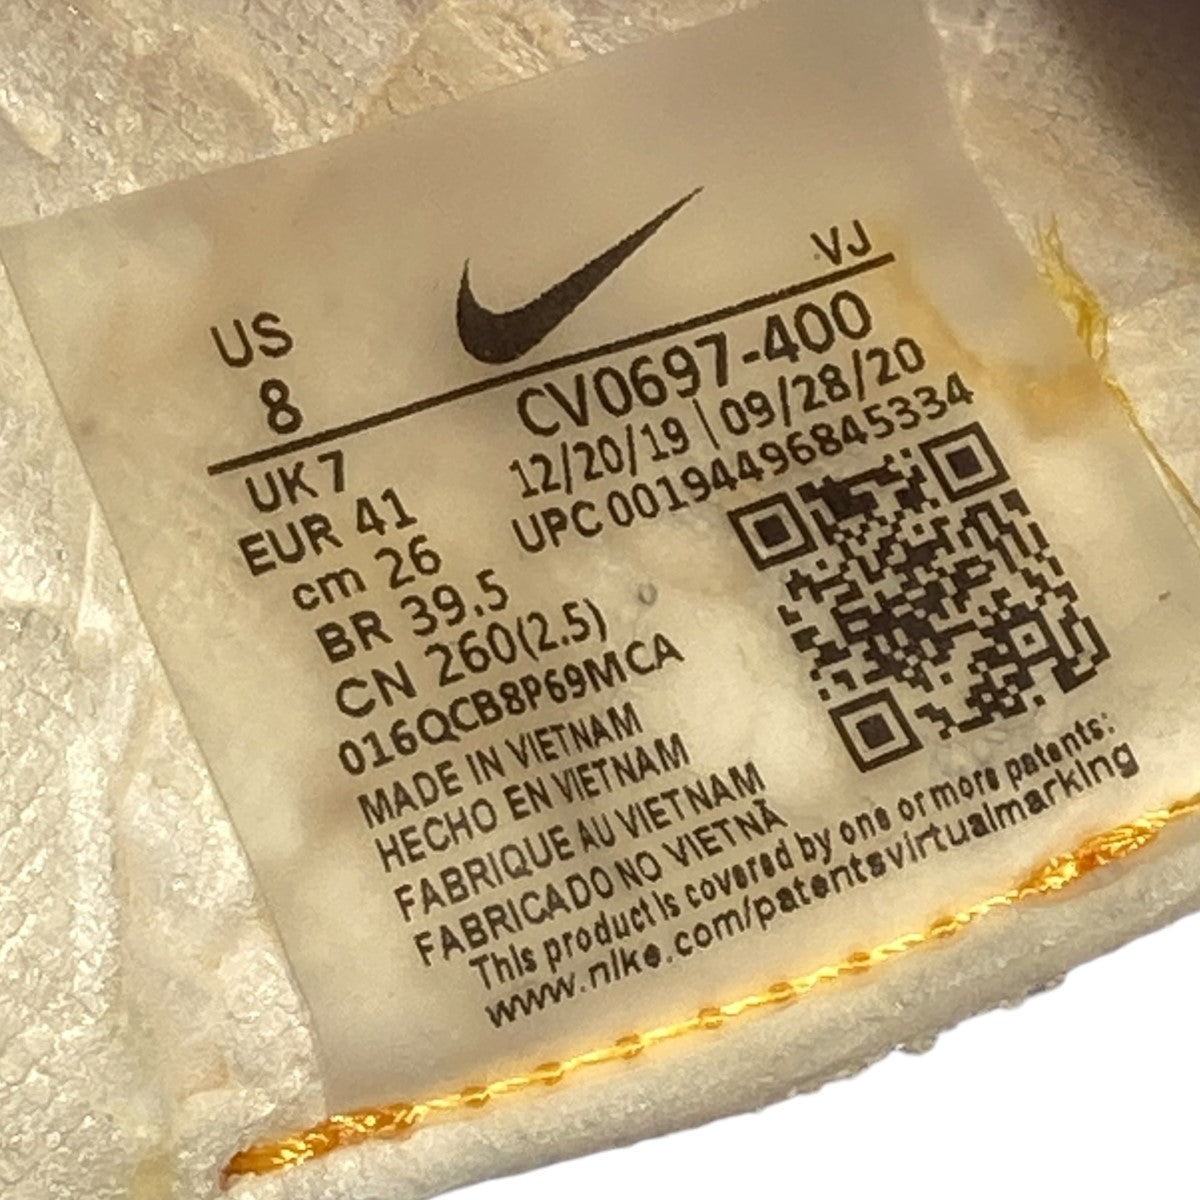 VJ
US
8
CV0697-400
12/20/19 | 09/28/20
UPC 00194496845334
UK 7
EUR 41
cm 26
BR 39.5
CN 260(2.5)
016QCB8P69MCA
MADE IN VIETNAM
HECHO EN VIETNAM
FABRIQUE AU VIETNAM
FABRICADO NO VIETNÃ
This product is covered by one or more patents:
www.nike.com/patentsvirtualmarking